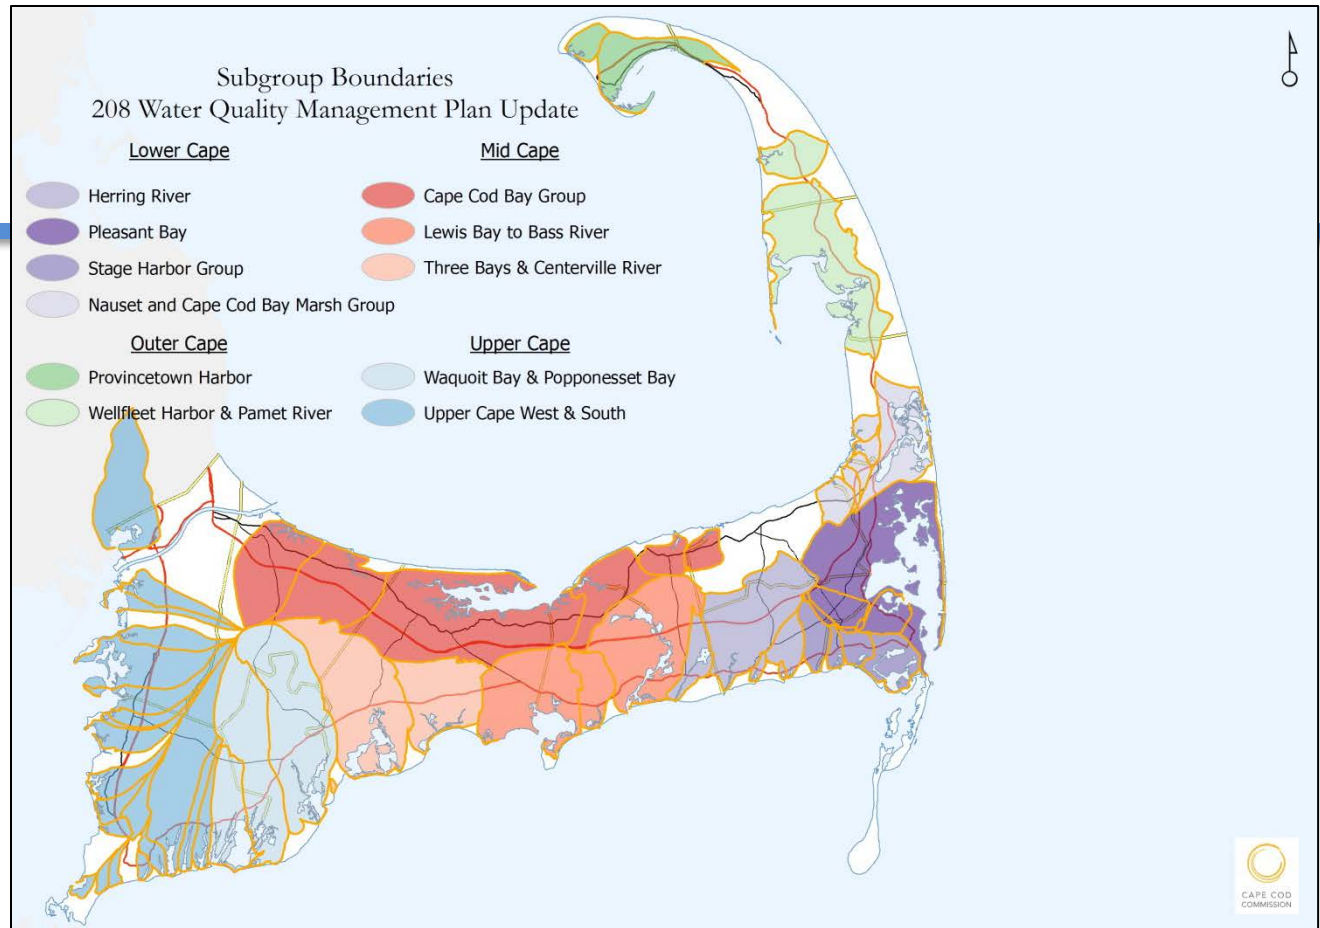 Subgroup Boundaries
208 Water Quality Management Plan Update
Lower Cape
Herring River
Pleasant Bay
Stage Harbor Group
Nauset and Cape Cod Bay Marsh Group
Mid Cape
Cape Cod Bay Group
Lewis Bay to Bass River
Three Bays & Centerville River
Outer Cape
Provincetown Harbor
Wellfleet Harbor & Pamet River
Upper Cape
Waquoit Bay & Popponesset Bay
Upper Cape West & South
CAPE COD
COMMISSION